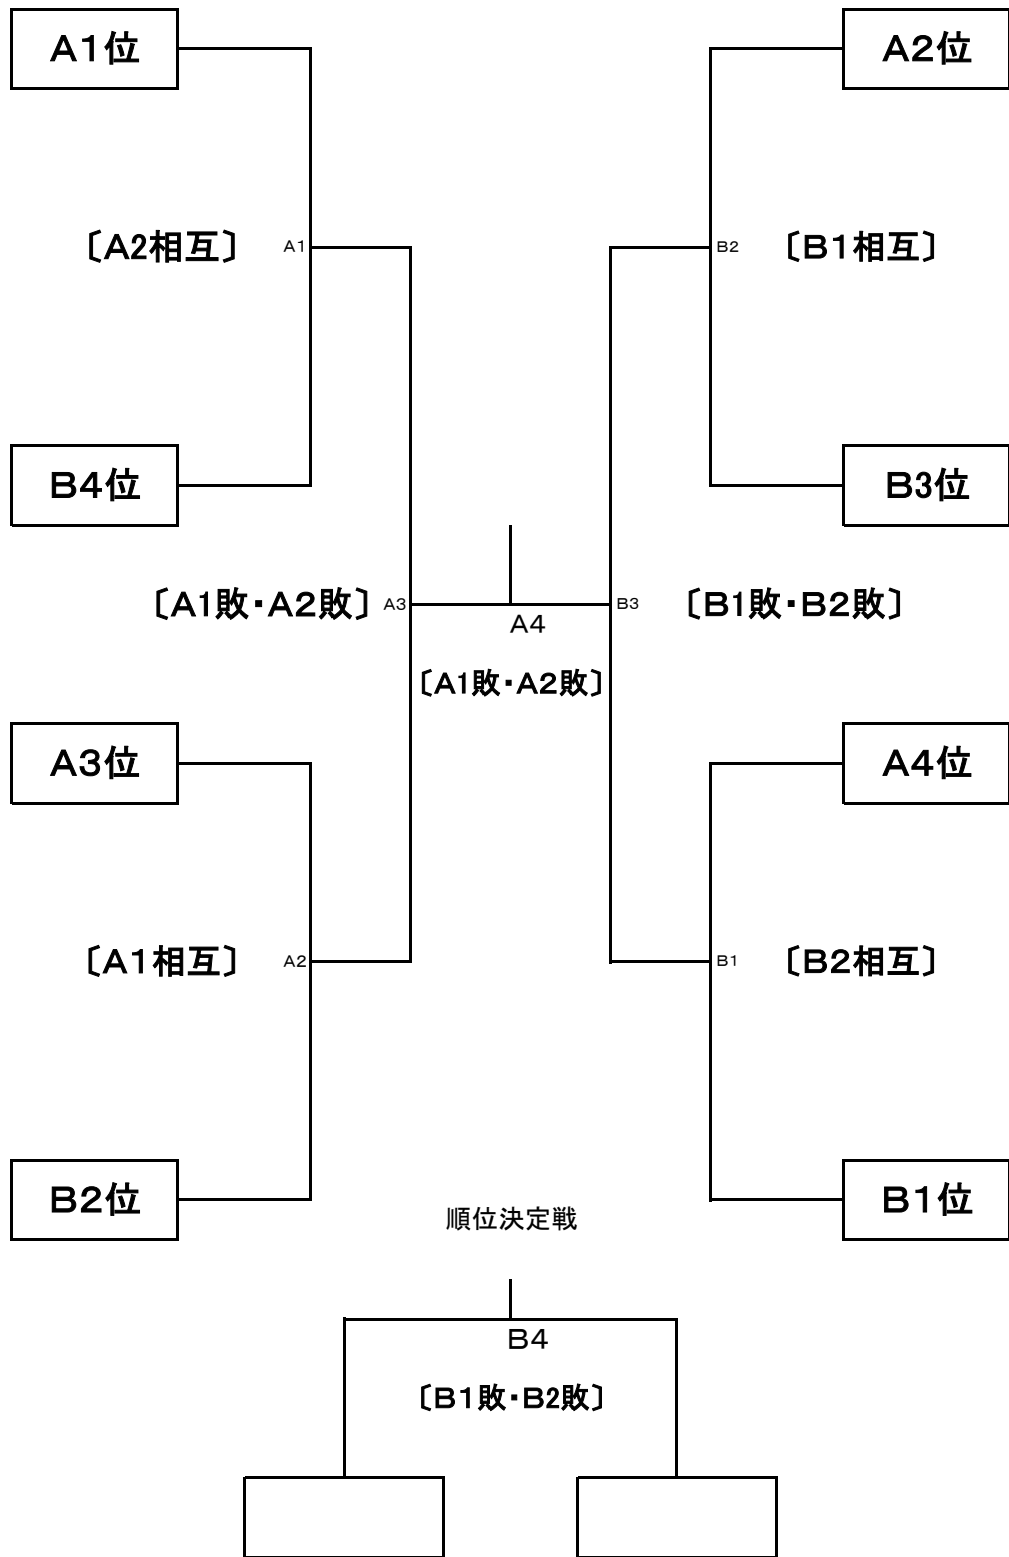 A1位
A2位
〔A2相互〕
A1
B2
〔B1相互〕
B4位
B3位
〔A1敗・A2敗〕
A3
A4
B3
〔B1敗・B2敗〕
〔A1敗・A2敗〕
A3位
A4位
〔A1相互〕
A2
B1
〔B2相互〕
B2位
B1位
順位決定戦
B4
〔B1敗・B2敗〕